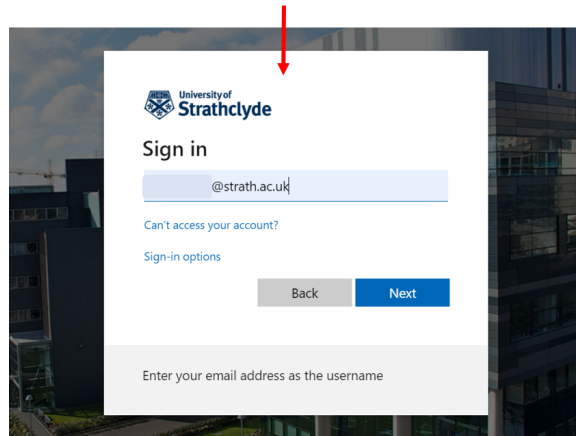 University of
Strathclyde
Sign in
@strath.ac.uk
Can't access your account?
Sign-in options
Back
Next
Enter your email address as the username